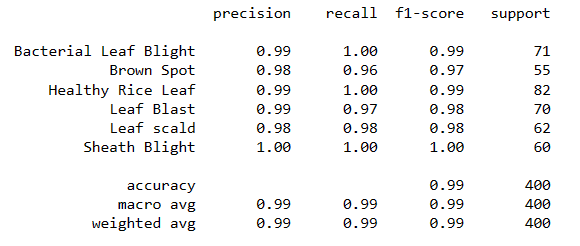 precision recall f1-score support
Bacterial Leaf Blight 0.99 1.00 0.99 71
Brown Spot 0.98 0.96 0.97 55
Healthy Rice Leaf 0.99 1.00 0.99 82
Leaf Blast 0.99 0.97 0.98 70
Leaf scald 0.98 0.98 0.98 62
Sheath Blight 1.00 1.00 1.00 60
accuracy 0.99 400
macro avg 0.99 0.99 0.99 400
weighted avg 0.99 0.99 0.99 400